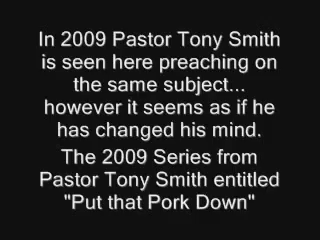 In 2009 Pastor Tony Smith
is seen here preaching on
the same subject...
however it seems as if he
has changed his mind.
The 2009 Series from
Pastor Tony Smith entitled
"Put that Pork Down"